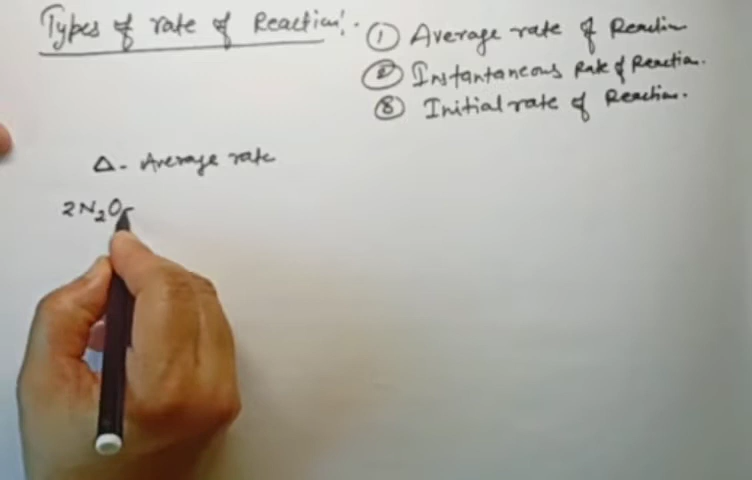 Types of rate of Reaction:-
① Average rate of Reaction
② Instantaneous Rate of Reaction.
③ Initial rate of Reaction.
Δ - Average rate
2N₂O